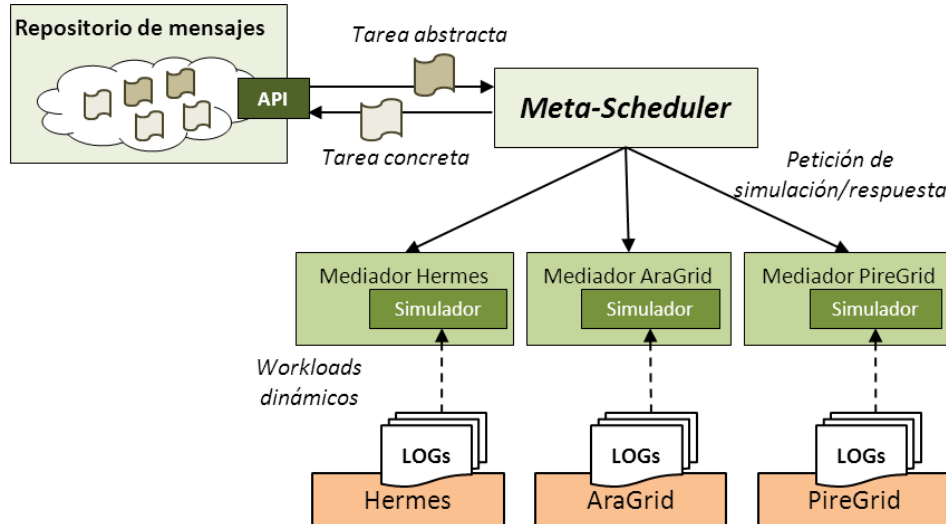 Repositorio de mensajes
API
Tarea abstracta
Tarea concreta
Meta-Scheduler
Petición de
simulación/respuesta
Mediador Hermes
Simulador
Mediador AraGrid
Simulador
Mediador PireGrid
Simulador
Workloads
dinámicos
LOGs
LOGs
LOGs
Hermes
AraGrid
PireGrid